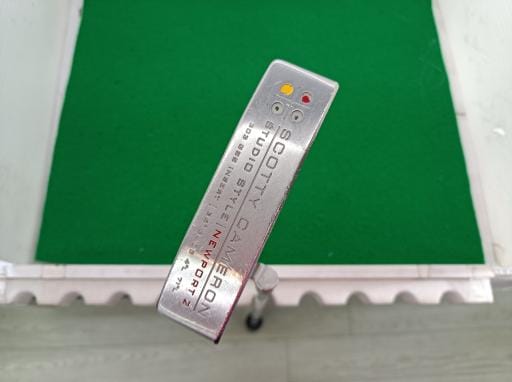 SCOTTY CAMERON
STUDIO STYLE | NEWPORT 2
303 GSS INSERT |